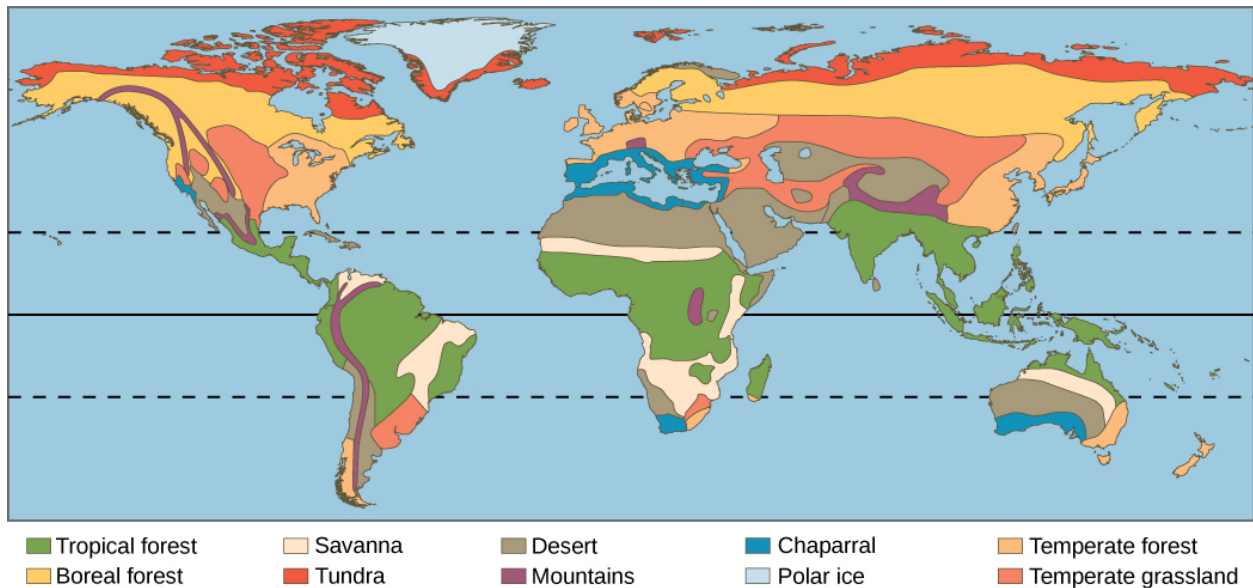 Tropical forest Savanna Desert Chaparral Temperate forest
Boreal forest Tundra Mountains Polar ice Temperate grassland